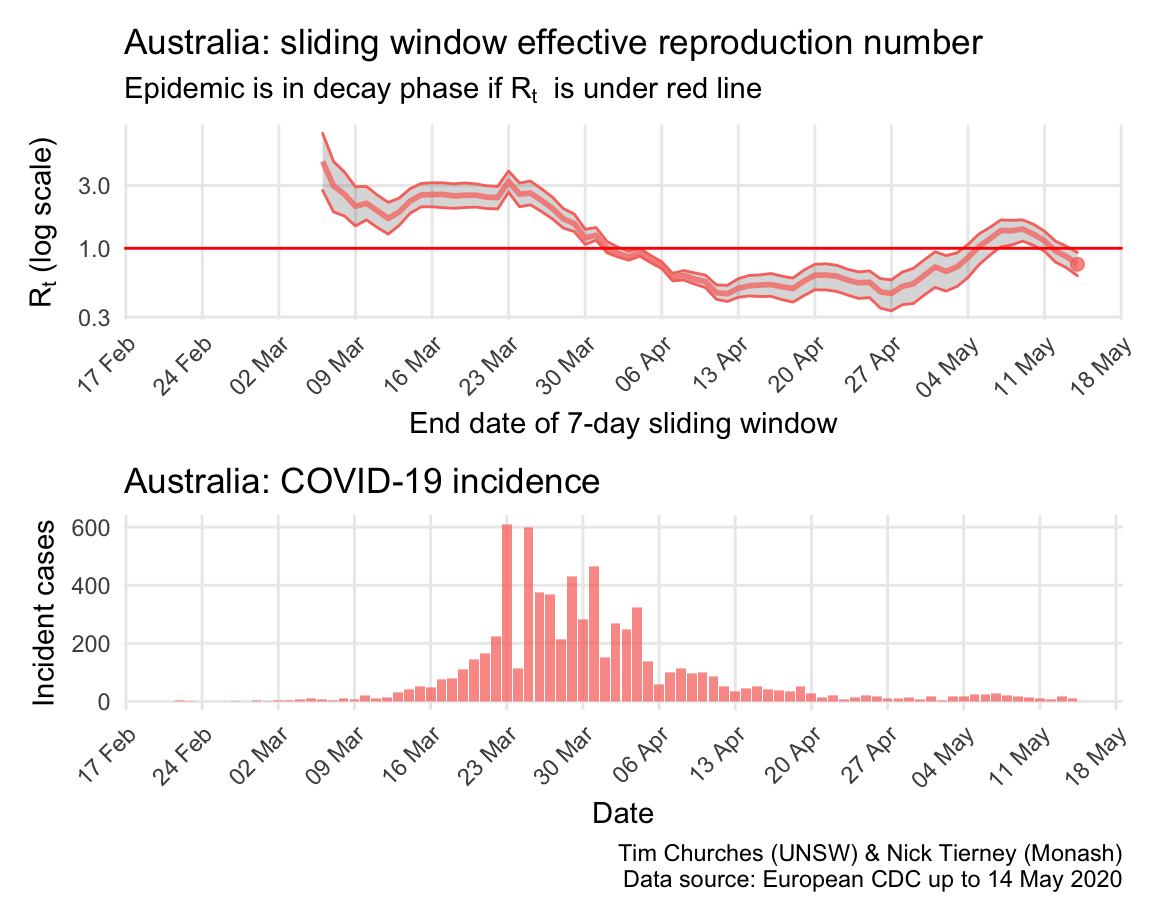 Australia: sliding window effective reproduction number
Epidemic is in decay phase if Rt is under red line
Rt (log scale)
3.0
1.0
0.3
17 Feb
24 Feb
02 Mar
09 Mar
16 Mar
23 Mar
30 Mar
06 Apr
13 Apr
20 Apr
27 Apr
04 May
11 May
18 May
End date of 7-day sliding window
Australia: COVID-19 incidence
Incident cases
600
400
200
0
17 Feb
24 Feb
02 Mar
09 Mar
16 Mar
23 Mar
30 Mar
06 Apr
13 Apr
20 Apr
27 Apr
04 May
11 May
18 May
Date
Tim Churches (UNSW) & Nick Tierney (Monash)
Data source: European CDC up to 14 May 2020